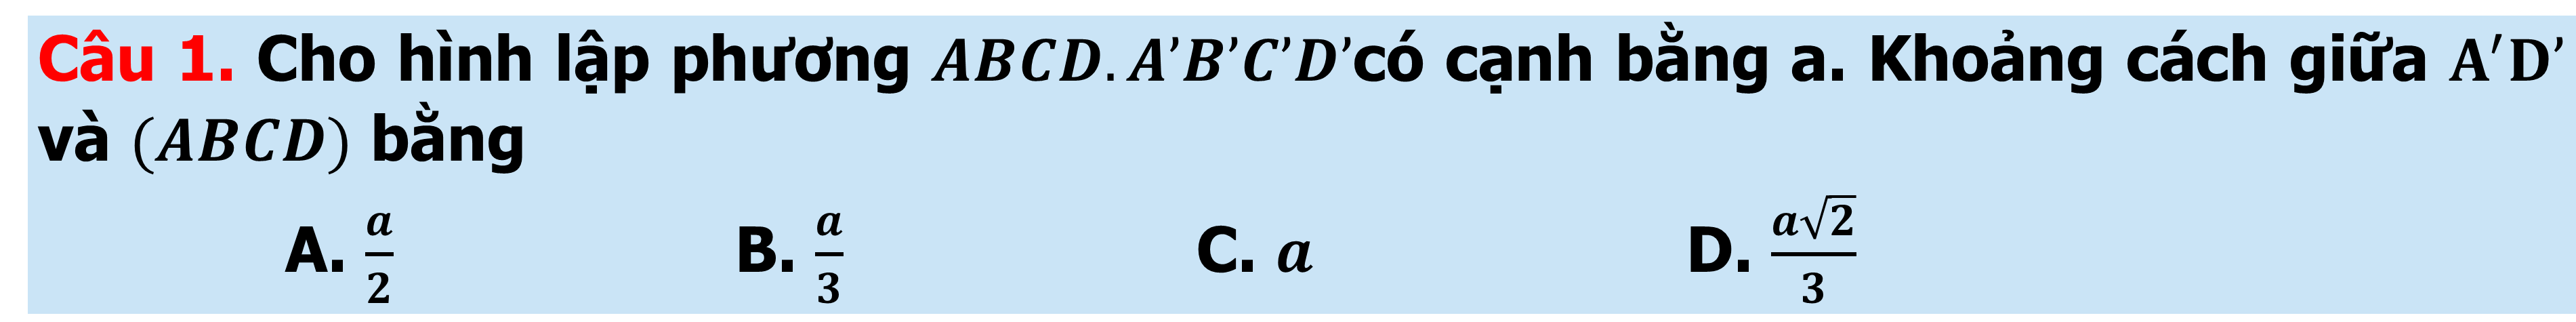 Câu 1. Cho hình lập phương ABCD.A’B’C’D’có cạnh bằng a. Khoảng cách giữa A′D’
và (ABCD) bằng
A. a/2 B. a/3 C. a D. a√2/3